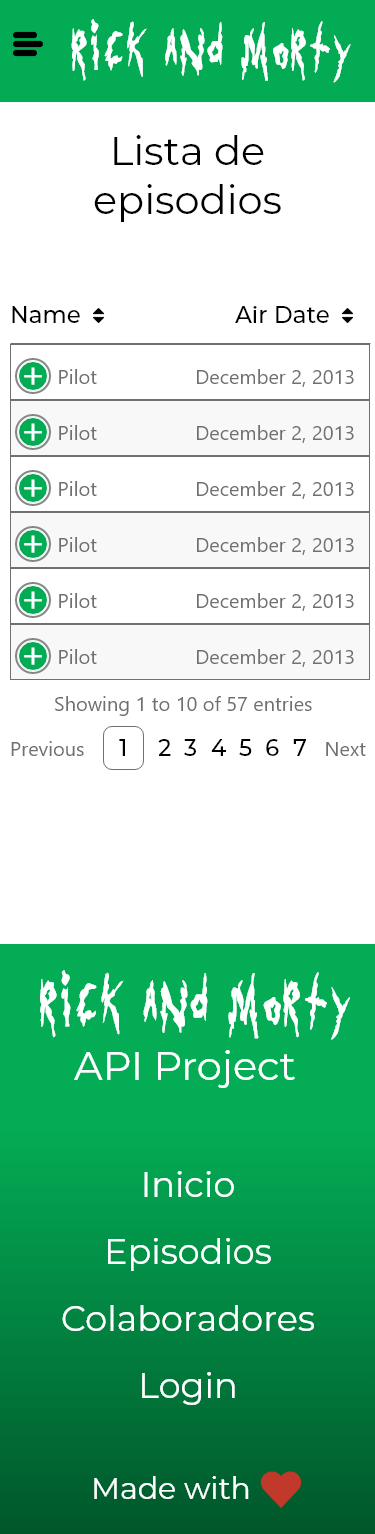 Rick and Morty
Lista de
episodios
Name Air Date
Pilot December 2, 2013
Pilot December 2, 2013
Pilot December 2, 2013
Pilot December 2, 2013
Pilot December 2, 2013
Pilot December 2, 2013
Showing 1 to 10 of 57 entries
Previous 1 2 3 4 5 6 7 Next
Rick and Morty
API Project
Inicio
Episodios
Colaboradores
Login
Made with